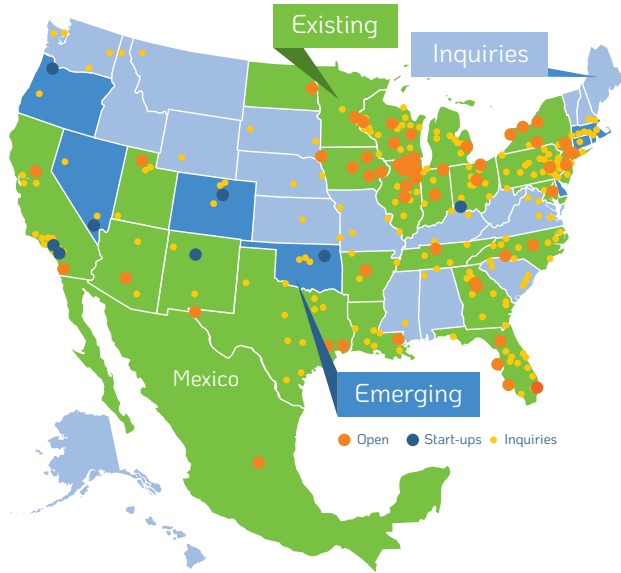 Existing
Inquiries
Mexico
Emerging
Open
Start-ups
Inquiries